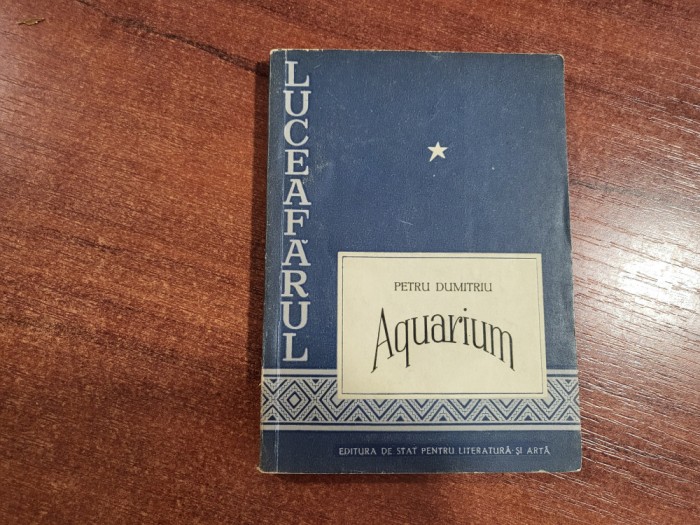 LUCEAFĂRUL
PETRU DUMITRIU
Aquarium
EDITURA DE STAT PENTRU LITERATURĂ ȘI ARTĂ